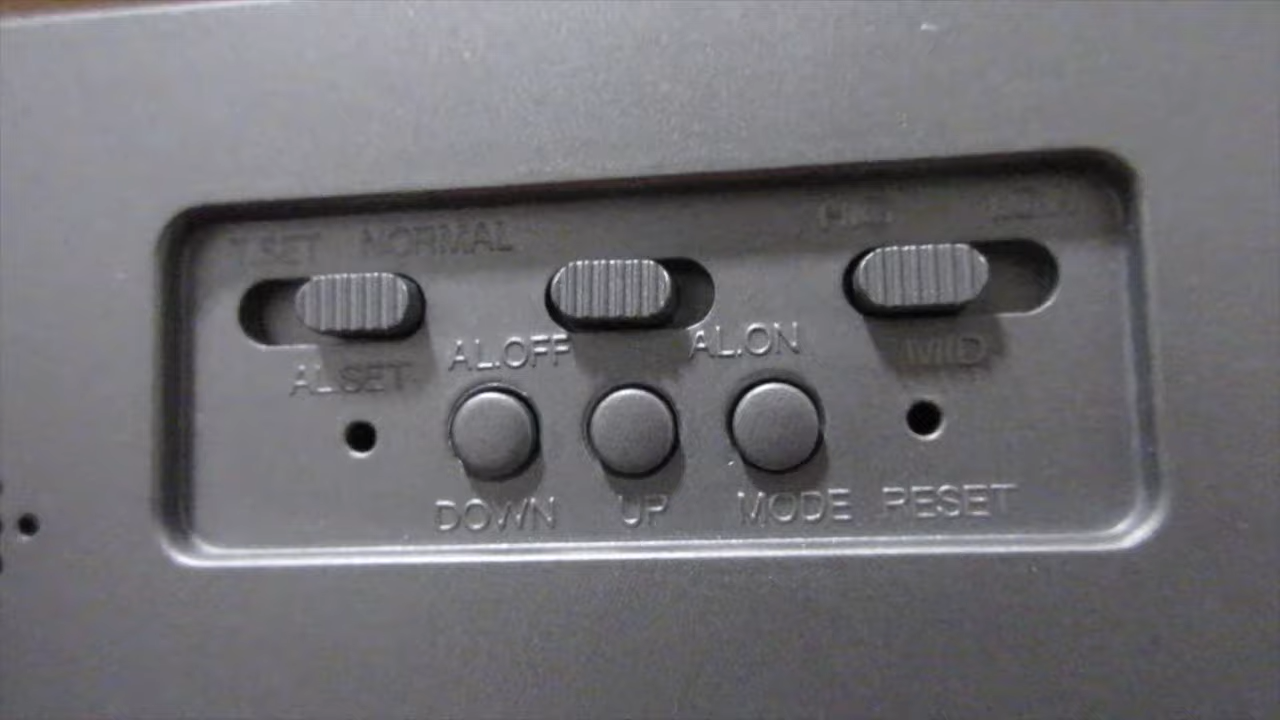 T.SET NORMAL
AL.SET
AL.OFF AL.ON
MID
DOWN UP MODE RESET